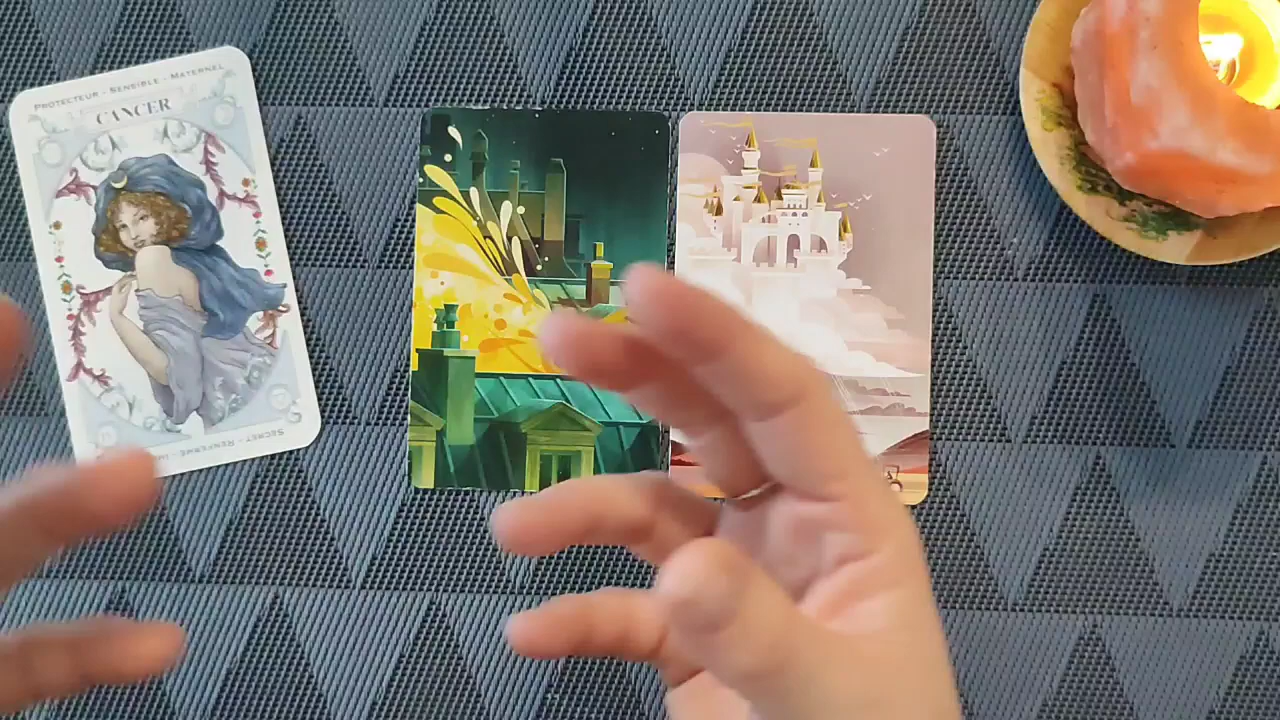 PROTECTEUR - SENSIBLE - MATERNEL
CANCER
SECRET - RENFERMÉ -